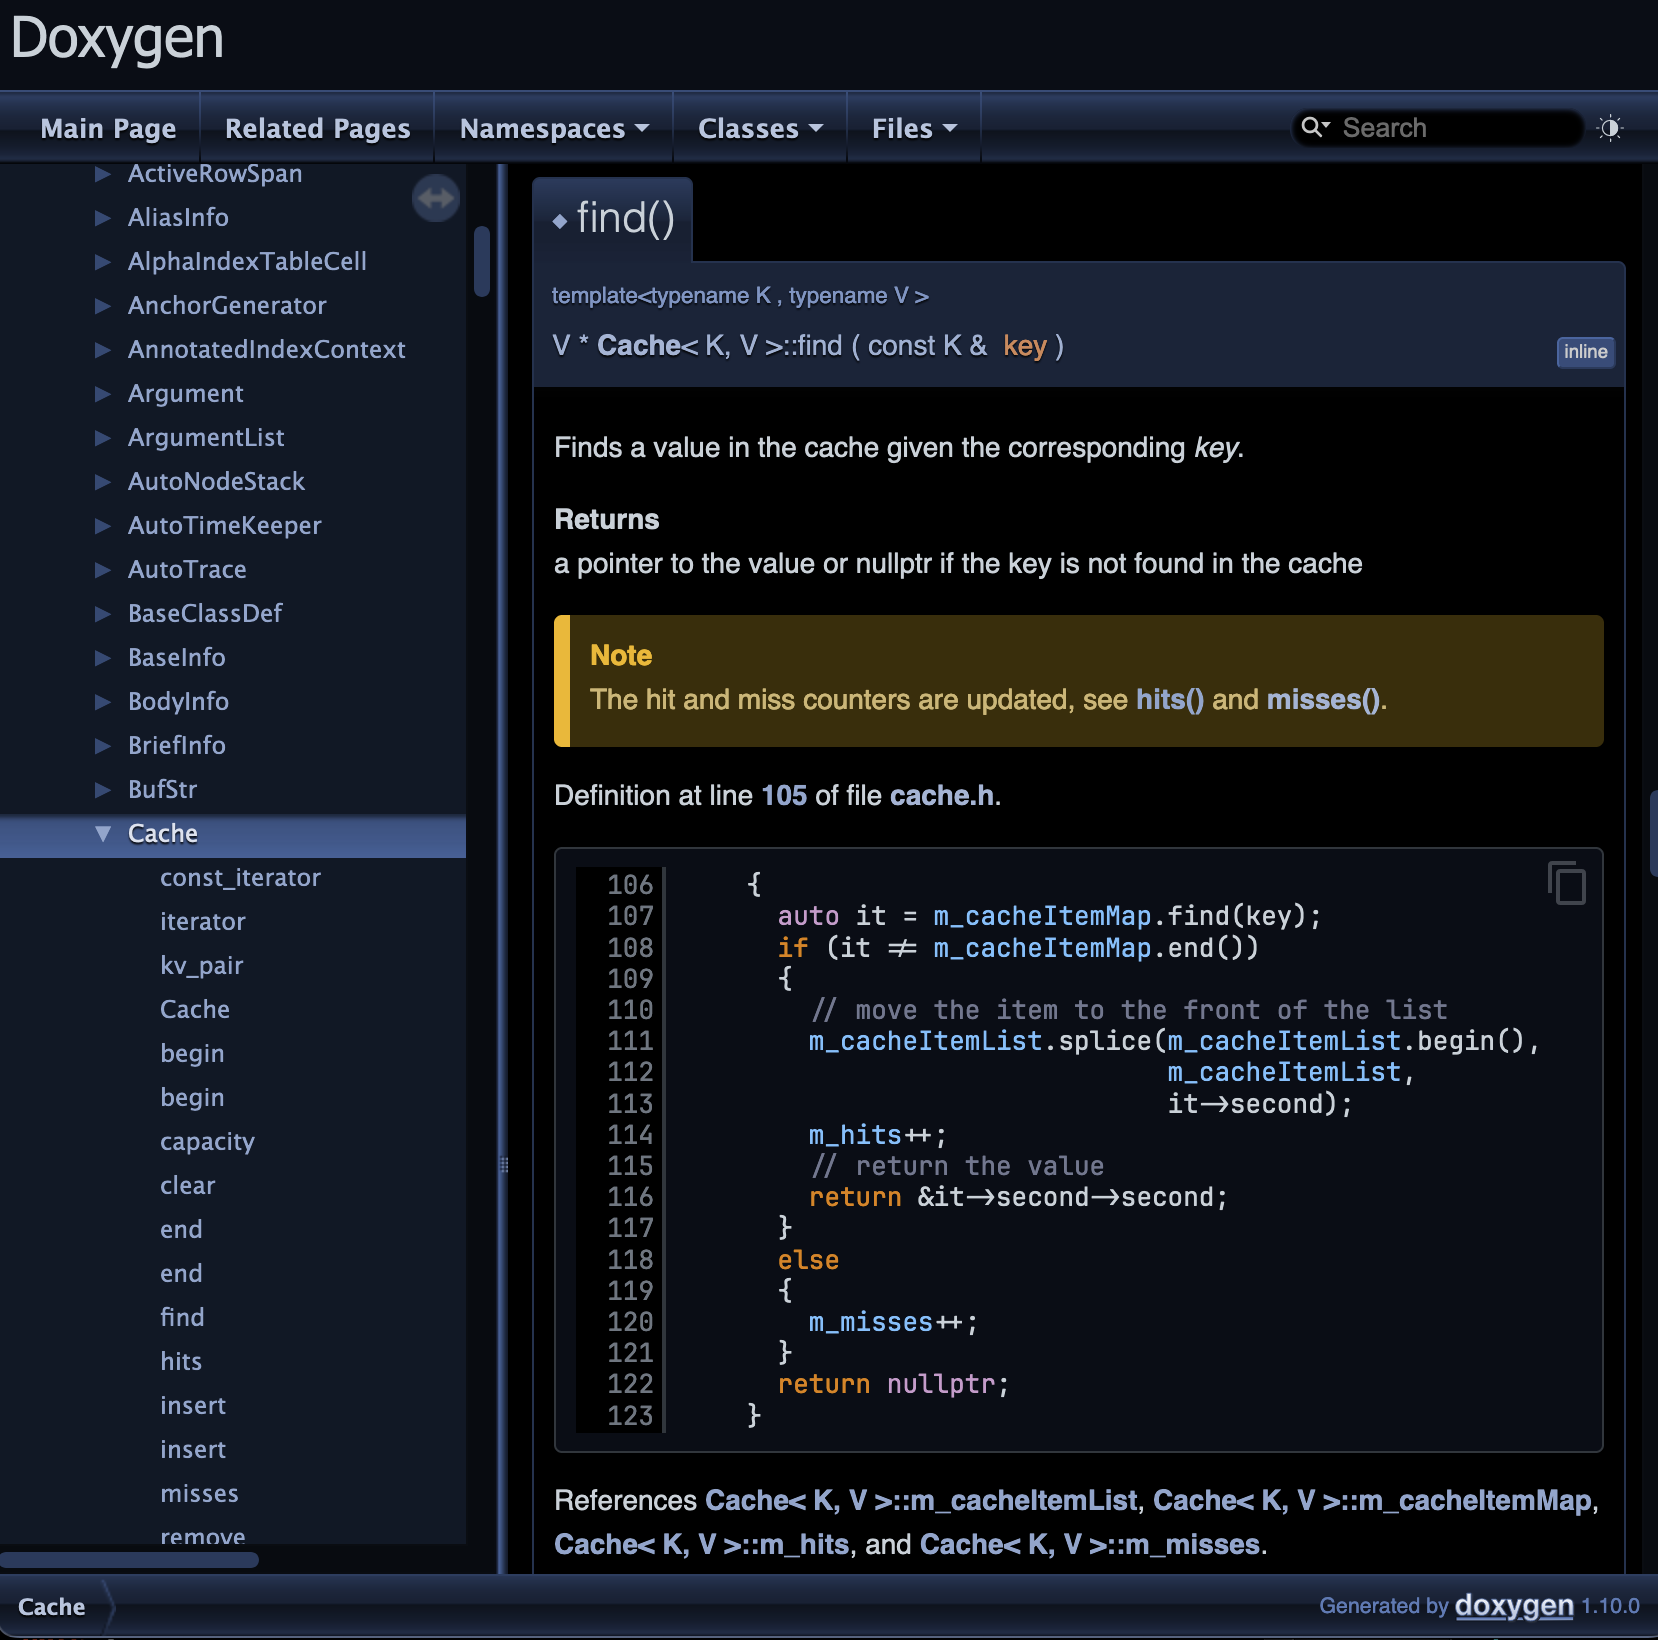 Doxygen
Main Page
Related Pages
Namespaces
Classes
Files
Search
ActiveRowSpan
AliasInfo
AlphaIndexTableCell
AnchorGenerator
AnnotatedIndexContext
Argument
ArgumentList
AutoNodeStack
AutoTimeKeeper
AutoTrace
BaseClassDef
BaseInfo
BodyInfo
BriefInfo
BufStr
Cache
const_iterator
iterator
kv_pair
Cache
begin
begin
capacity
clear
end
end
find
hits
insert
insert
misses
remove
◆ find()
template<typename K , typename V >
V * Cache< K, V >::find ( const K & key )
inline
Finds a value in the cache given the corresponding key.
Returns
a pointer to the value or nullptr if the key is not found in the cache
Note
The hit and miss counters are updated, see hits() and misses().
Definition at line 105 of file cache.h.
106 {
107 auto it = m_cacheItemMap.find(key);
108 if (it != m_cacheItemMap.end())
109 {
110 // move the item to the front of the list
111 m_cacheItemList.splice(m_cacheItemList.begin(),
112 m_cacheItemList,
113 it->second);
114 m_hits++;
115 // return the value
116 return &it->second->second;
117 }
118 else
119 {
120 m_misses++;
121 }
122 return nullptr;
123 }
References Cache< K, V >::m_cacheItemList, Cache< K, V >::m_cacheItemMap,
Cache< K, V >::m_hits, and Cache< K, V >::m_misses.
Cache
Generated by doxygen 1.10.0